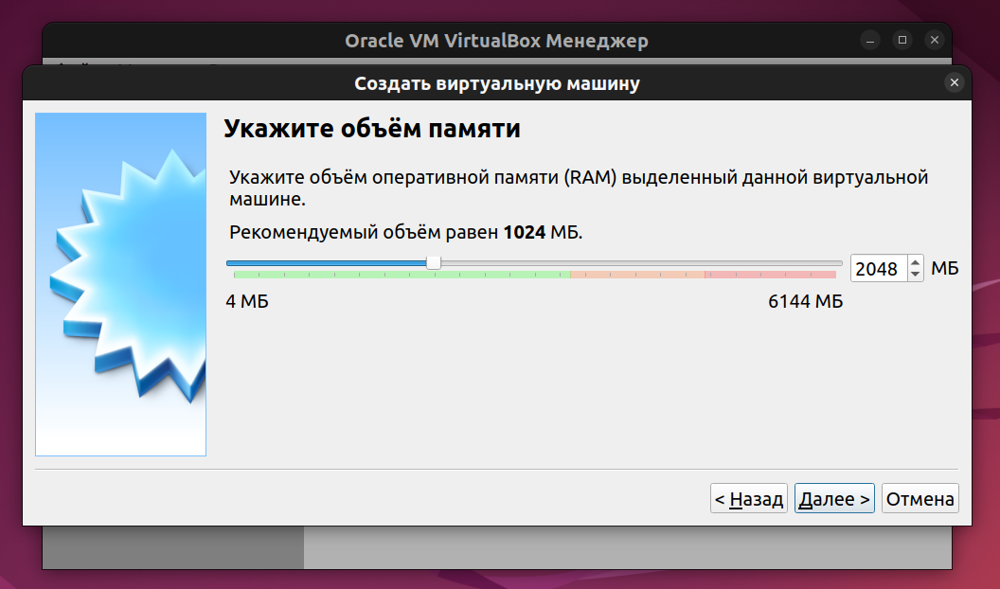 Oracle VM VirtualBox Менеджер
Создать виртуальную машину
Укажите объём памяти
Укажите объём оперативной памяти (RAM) выделенный данной виртуальной
машине.
Рекомендуемый объём равен 1024 МБ.
2048 МБ
4 МБ 6144 МБ
< Назад Далее > Отмена